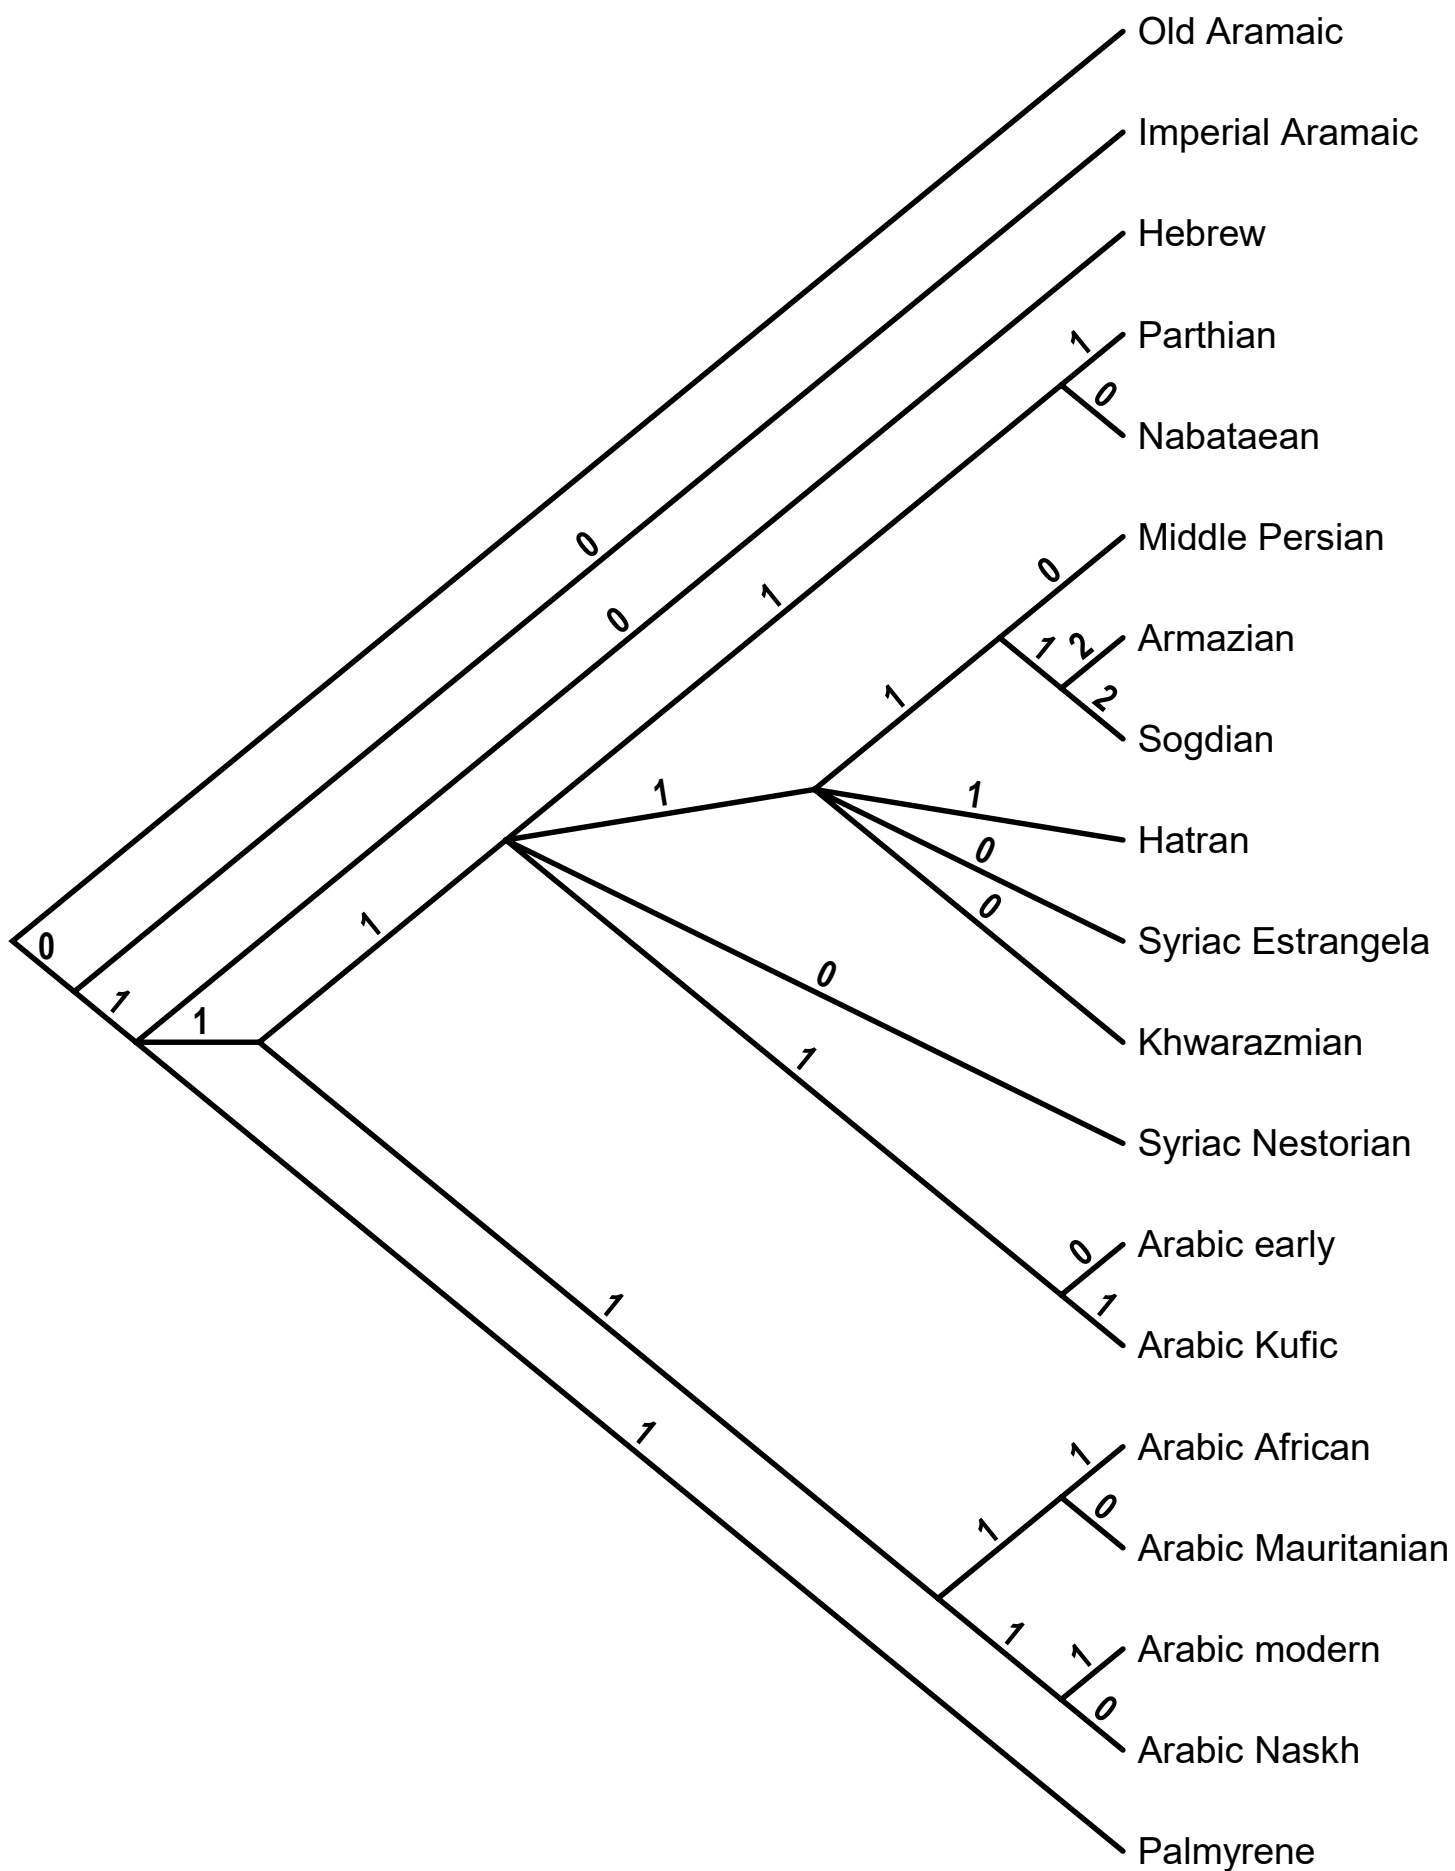 Old Aramaic
Imperial Aramaic
Hebrew
1 Parthian
0
Nabataean
0
Middle Persian
0
1
0
Armazian
1 2
2
1
Sogdian
1
1
Hatran
0
0
1
Syriac Estrangela
0
0
1
1
Khwarazmian
1
Syriac Nestorian
0
Arabic early
1
1
Arabic Kufic
1
1
Arabic African
0
1
Arabic Mauritanian
1
1
Arabic modern
0
Arabic Naskh
Palmyrene